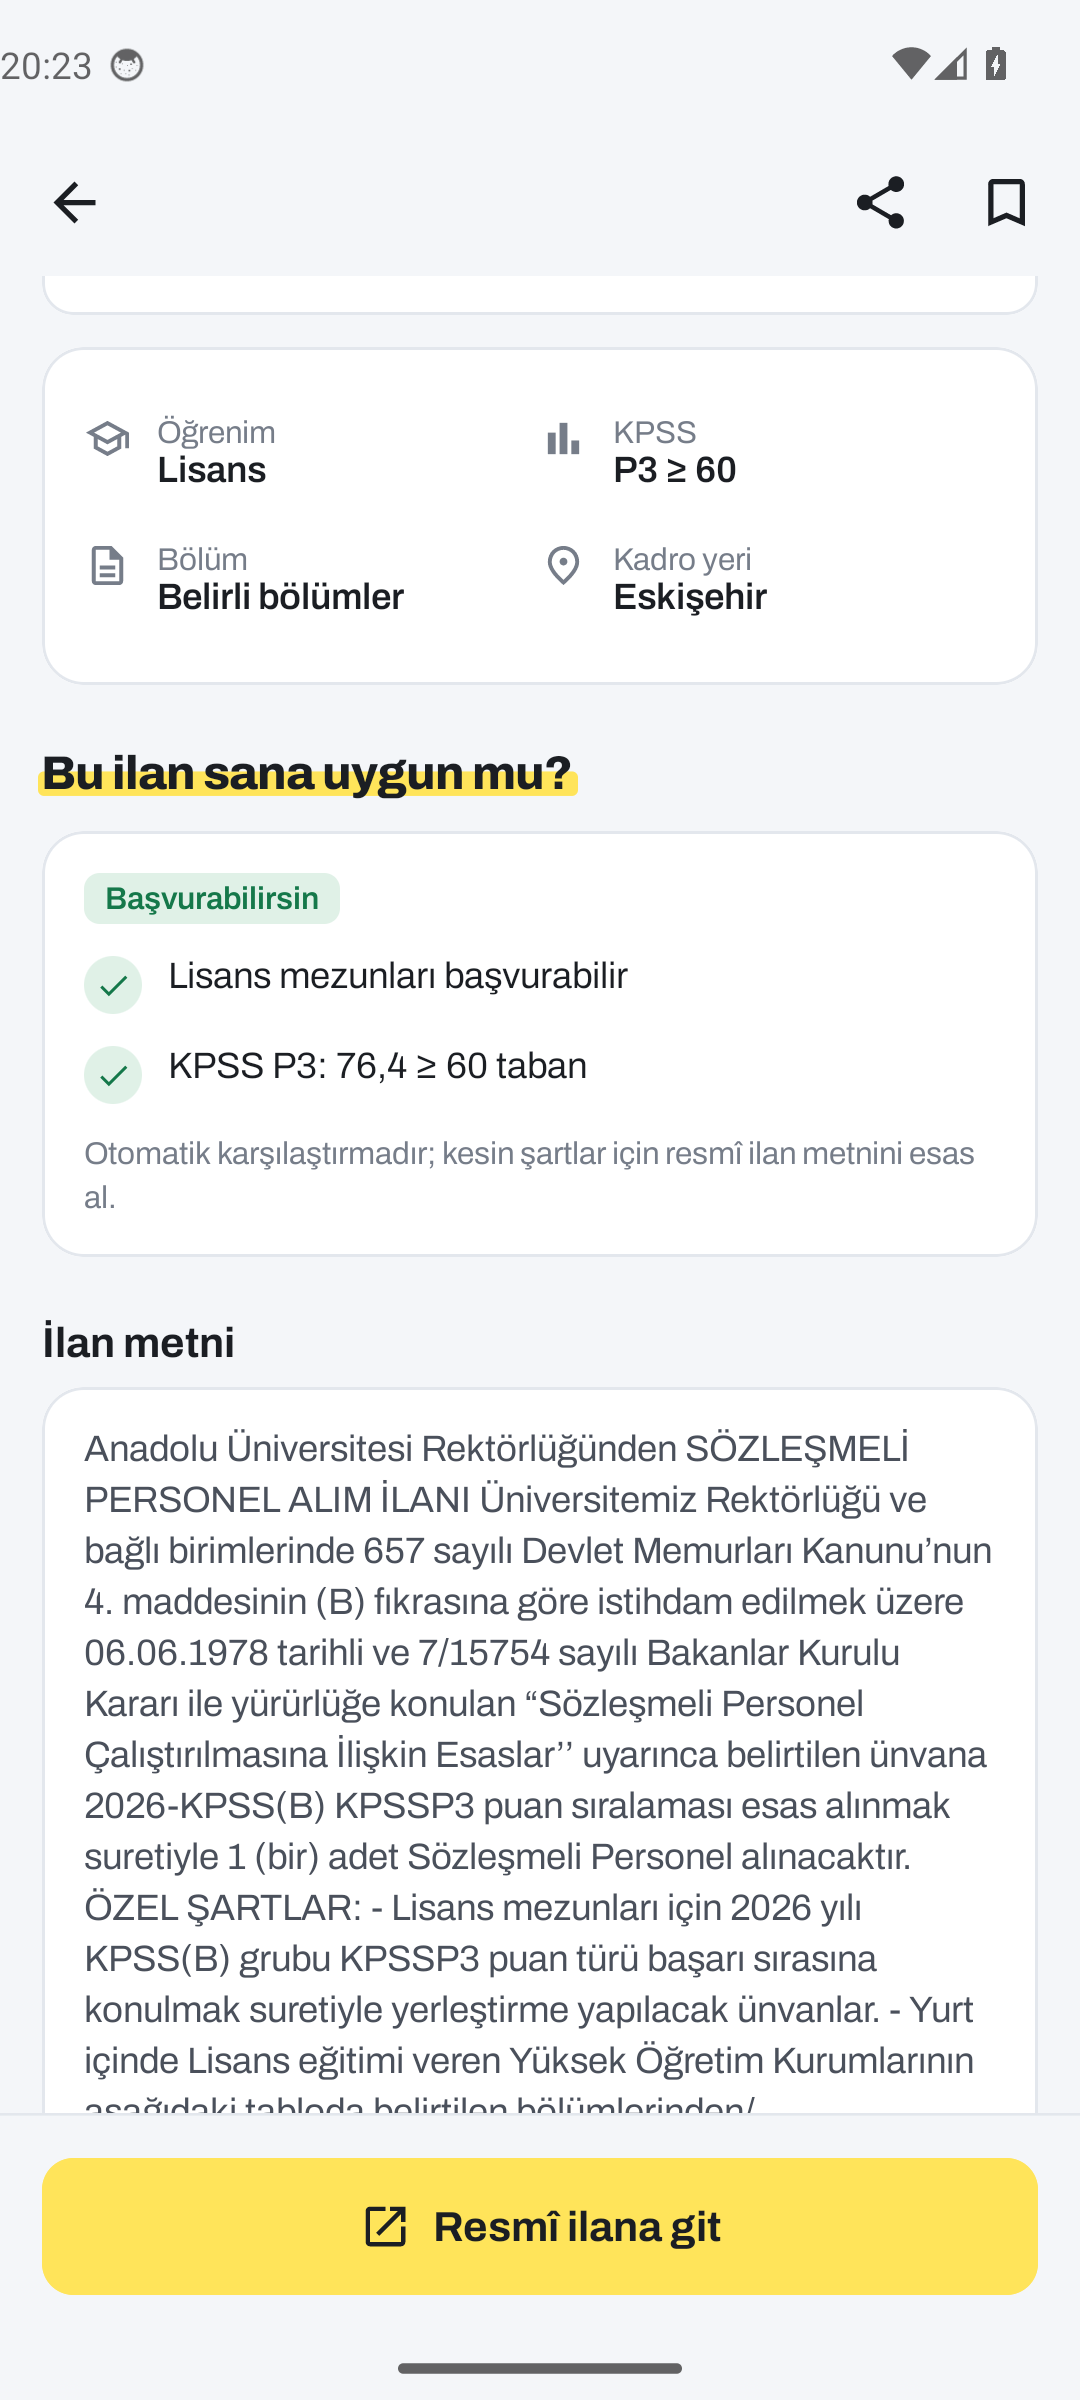 20:23
Öğrenim
Lisans
KPSS
P3 ≥ 60
Bölüm
Belirli bölümler
Kadro yeri
Eskişehir
Bu ilan sana uygun mu?
Başvurabilirsin
Lisans mezunları başvurabilir
KPSS P3: 76,4 ≥ 60 taban
Otomatik karşılaştırmadır; kesin şartlar için resmî ilan metnini esas
al.
İlan metni
Anadolu Üniversitesi Rektörlüğünden SÖZLEŞMELİ
PERSONEL ALIM İLANI Üniversitemiz Rektörlüğü ve
bağlı birimlerinde 657 sayılı Devlet Memurları Kanunu’nun
4. maddesinin (B) fıkrasına göre istihdam edilmek üzere
06.06.1978 tarihli ve 7/15754 sayılı Bakanlar Kurulu
Kararı ile yürürlüğe konulan “Sözleşmeli Personel
Çalıştırılmasına İlişkin Esaslar’’ uyarınca belirtilen ünvana
2026-KPSS(B) KPSSP3 puan sıralaması esas alınmak
suretiyle 1 (bir) adet Sözleşmeli Personel alınacaktır.
ÖZEL ŞARTLAR: - Lisans mezunları için 2026 yılı
KPSS(B) grubu KPSSP3 puan türü başarı sırasına
konulmak suretiyle yerleştirme yapılacak ünvanlar. - Yurt
içinde Lisans eğitimi veren Yüksek Öğretim Kurumlarının
aşağıdaki tabloda belirtilen bölümlerinden/
Resmî ilana git